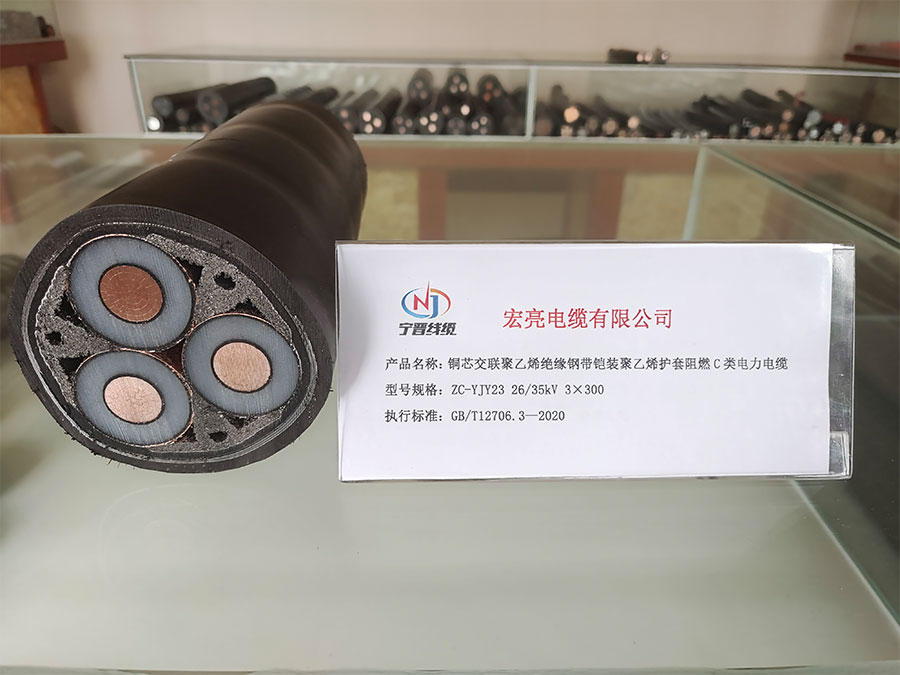 宁晋线缆
宏亮电缆有限公司
产品名称：铜芯交联聚乙烯绝缘钢带铠装聚乙烯护套阻燃C类电力电缆
型号规格：ZC-YJY23 26/35kV 3×300
执行标准：GB/T12706.3—2020